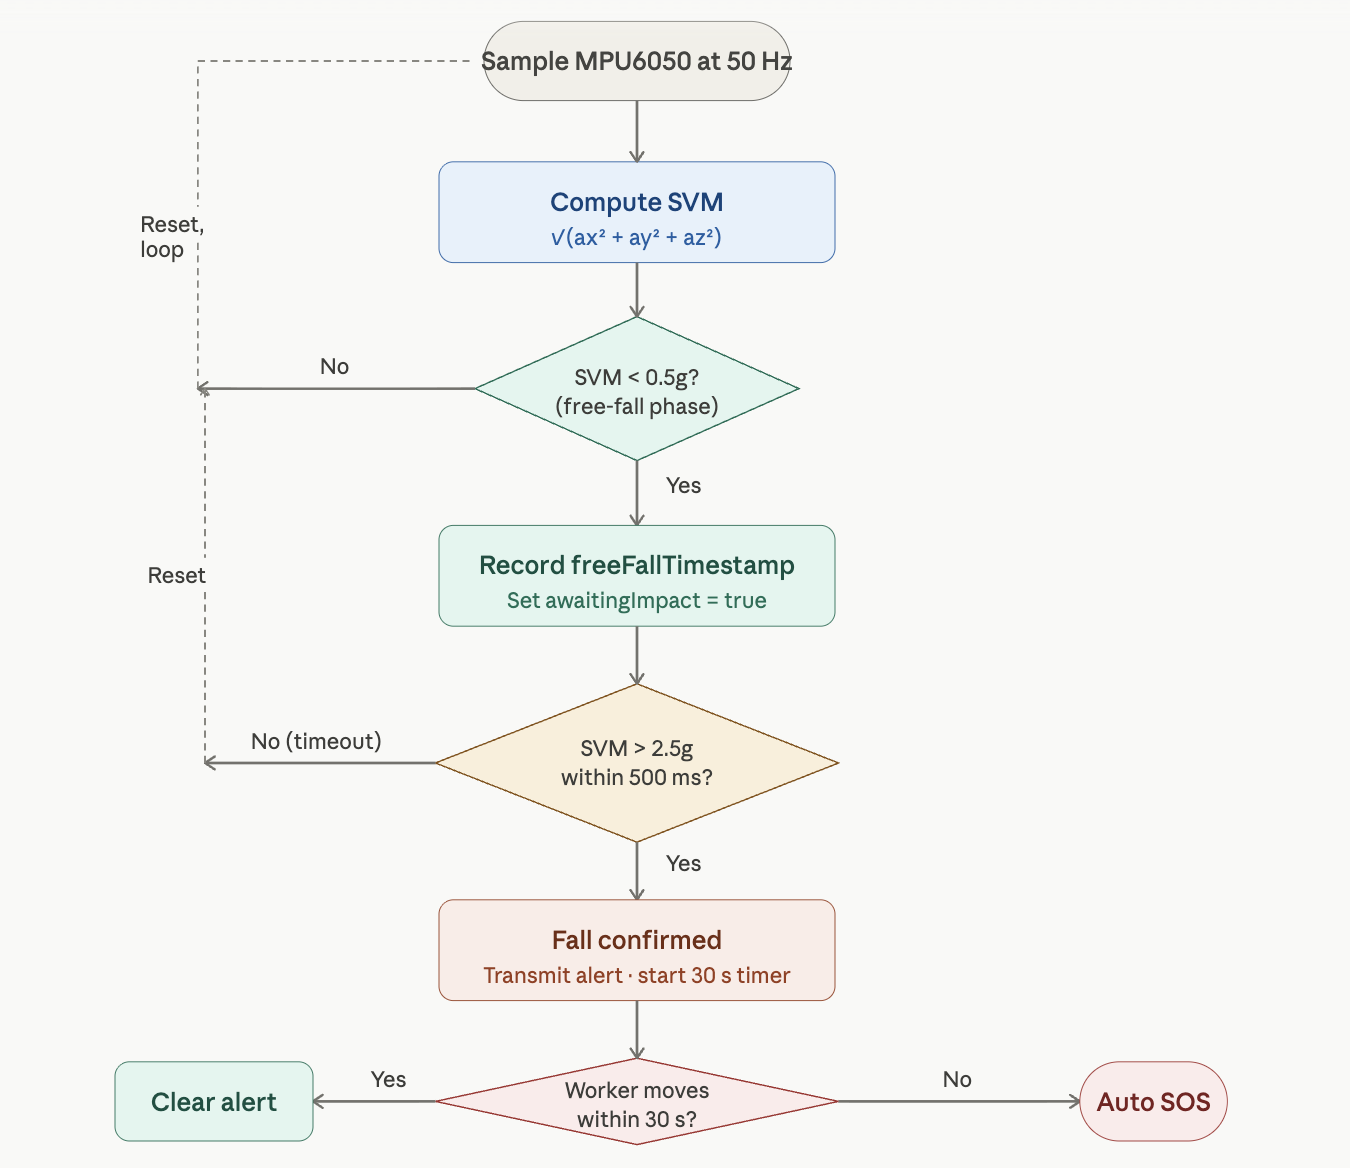 Sample MPU6050 at 50 Hz
Compute SVM
√(ax² + ay² + az²)
Reset,
loop
No
SVM < 0.5g?
(free-fall phase)
Yes
Record freeFallTimestamp
Set awaitingImpact = true
Reset
No (timeout)
SVM > 2.5g
within 500 ms?
Yes
Fall confirmed
Transmit alert · start 30 s timer
Clear alert
Yes
Worker moves
within 30 s?
No
Auto SOS